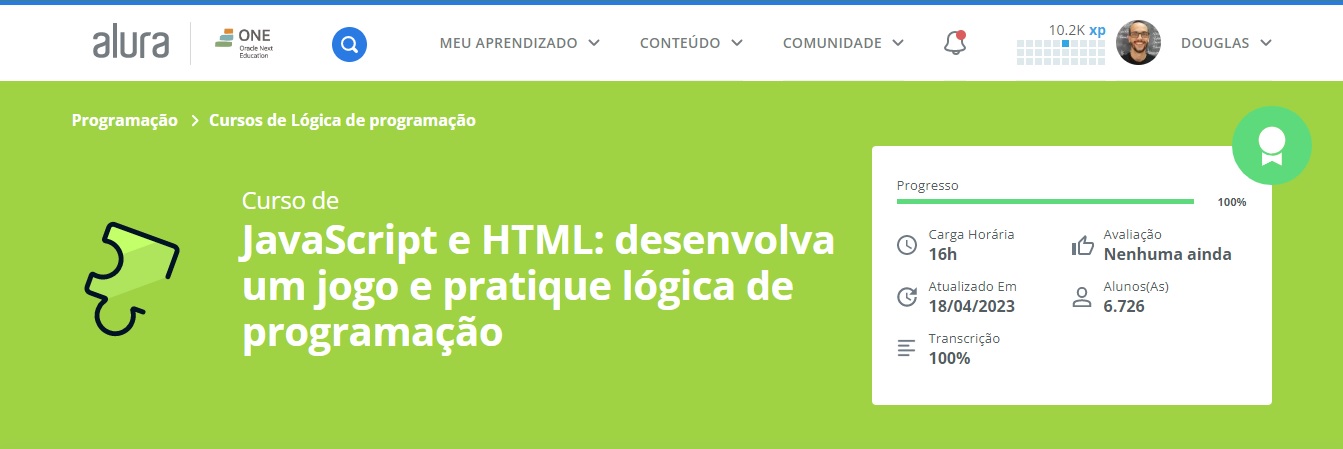 alura
ONE
Oracle Next
Education
MEU APRENDIZADO
CONTEÚDO
COMUNIDADE
10.2K xp
DOUGLAS
Programação > Cursos de Lógica de programação
Curso de
JavaScript e HTML: desenvolva
um jogo e pratique lógica de
programação
Progresso
100%
Carga Horária
16h
Avaliação
Nenhuma ainda
Atualizado Em
18/04/2023
Alunos(As)
6.726
Transcrição
100%